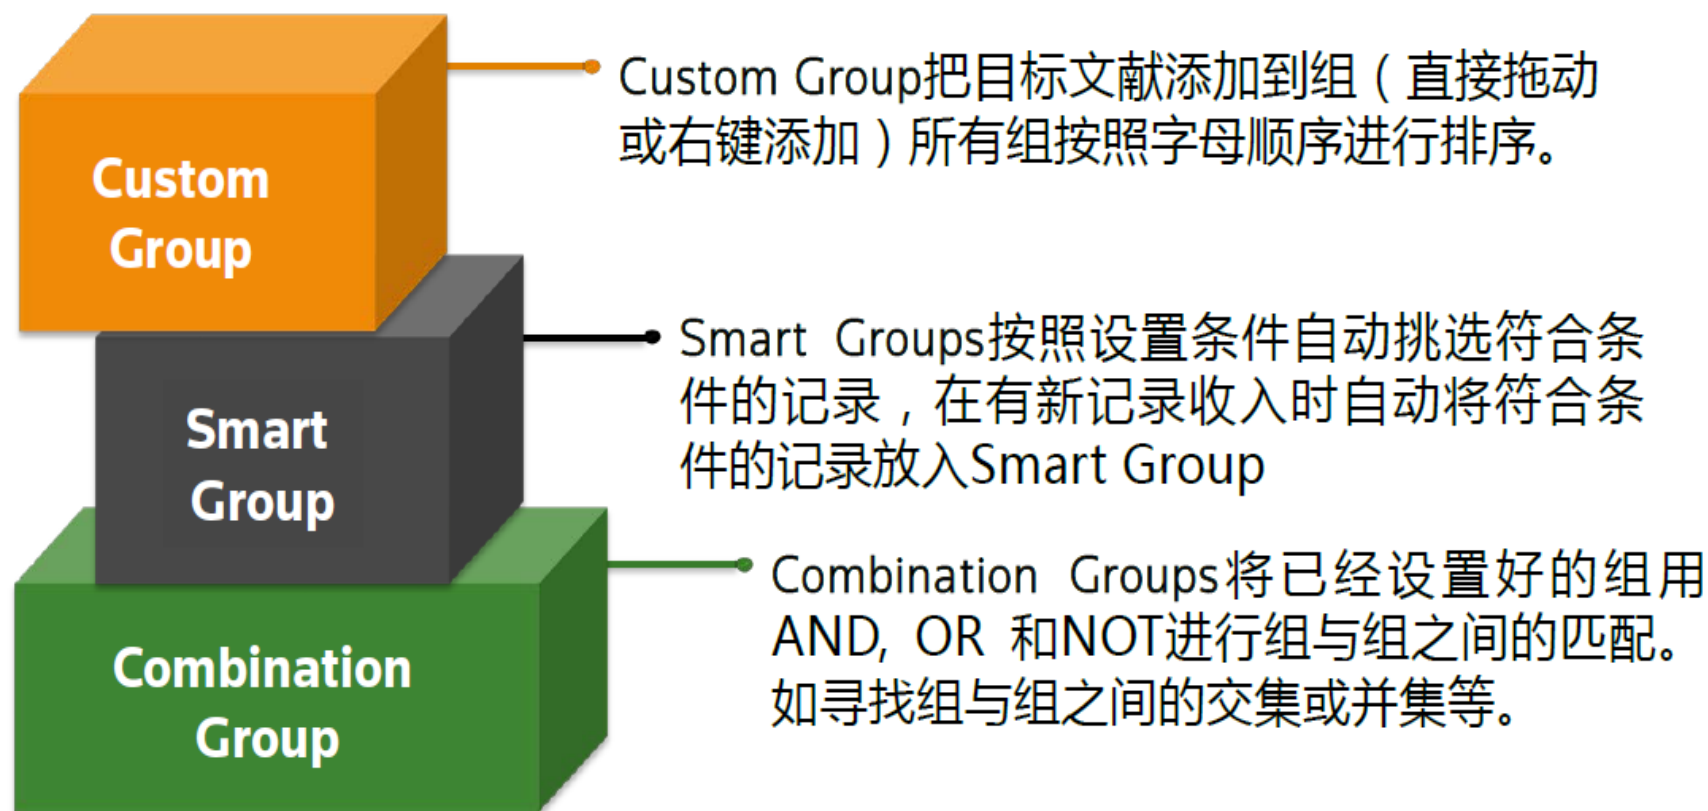 Custom
Group
Custom Group把目标文献添加到组（直接拖动
或右键添加）所有组按照字母顺序进行排序。
Smart
Group
Smart Groups按照设置条件自动挑选符合条
件的记录，在有新记录收入时自动将符合条
件的记录放入Smart Group
Combination
Group
Combination Groups将已经设置好的组用
AND, OR 和NOT进行组与组之间的匹配。
如寻找组与组之间的交集或并集等。